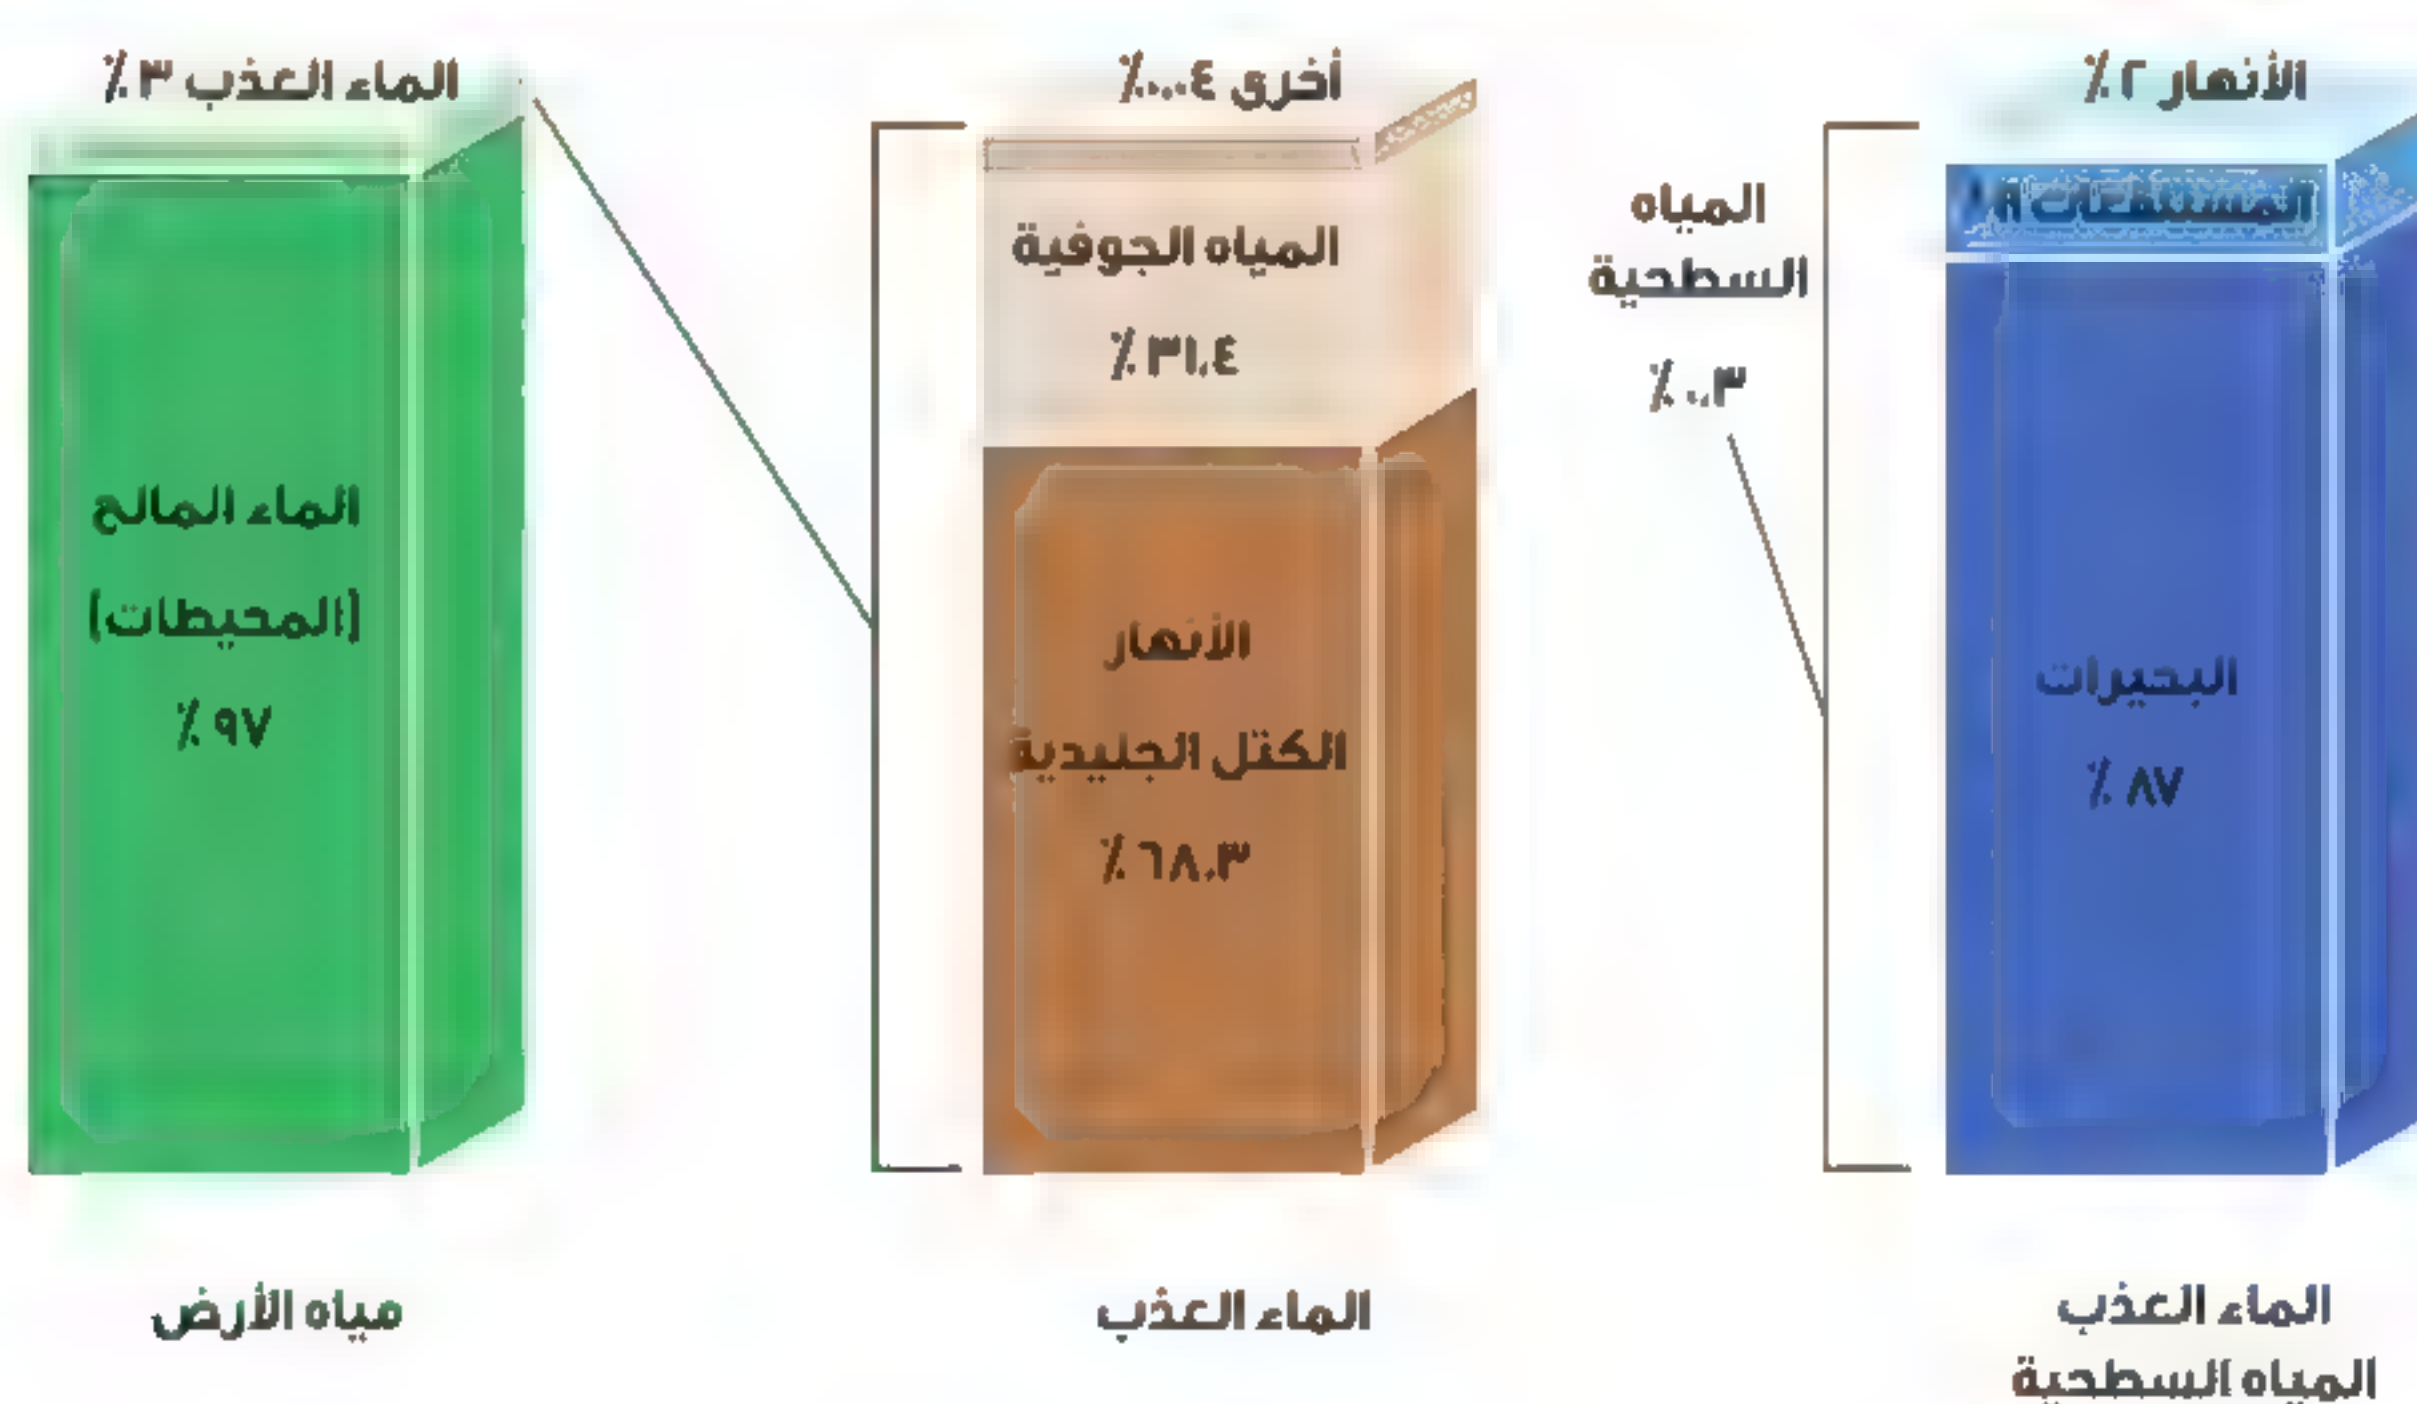 الماء العذب ٣٪
الماء المالح
(المحيطات)
٩٧ ٪
مياه الأرض
أخرى ٠.٠٤٪
المياه الجوفية
٣١.٤ ٪
الأنهار
الكتل الجليدية
٦٨.٣ ٪
الماء العذب
المياه
السطحية
٠.٣ ٪
الأنهار ٢٪
البحيرات
٨٧ ٪
الماء العذب
المياه السطحية